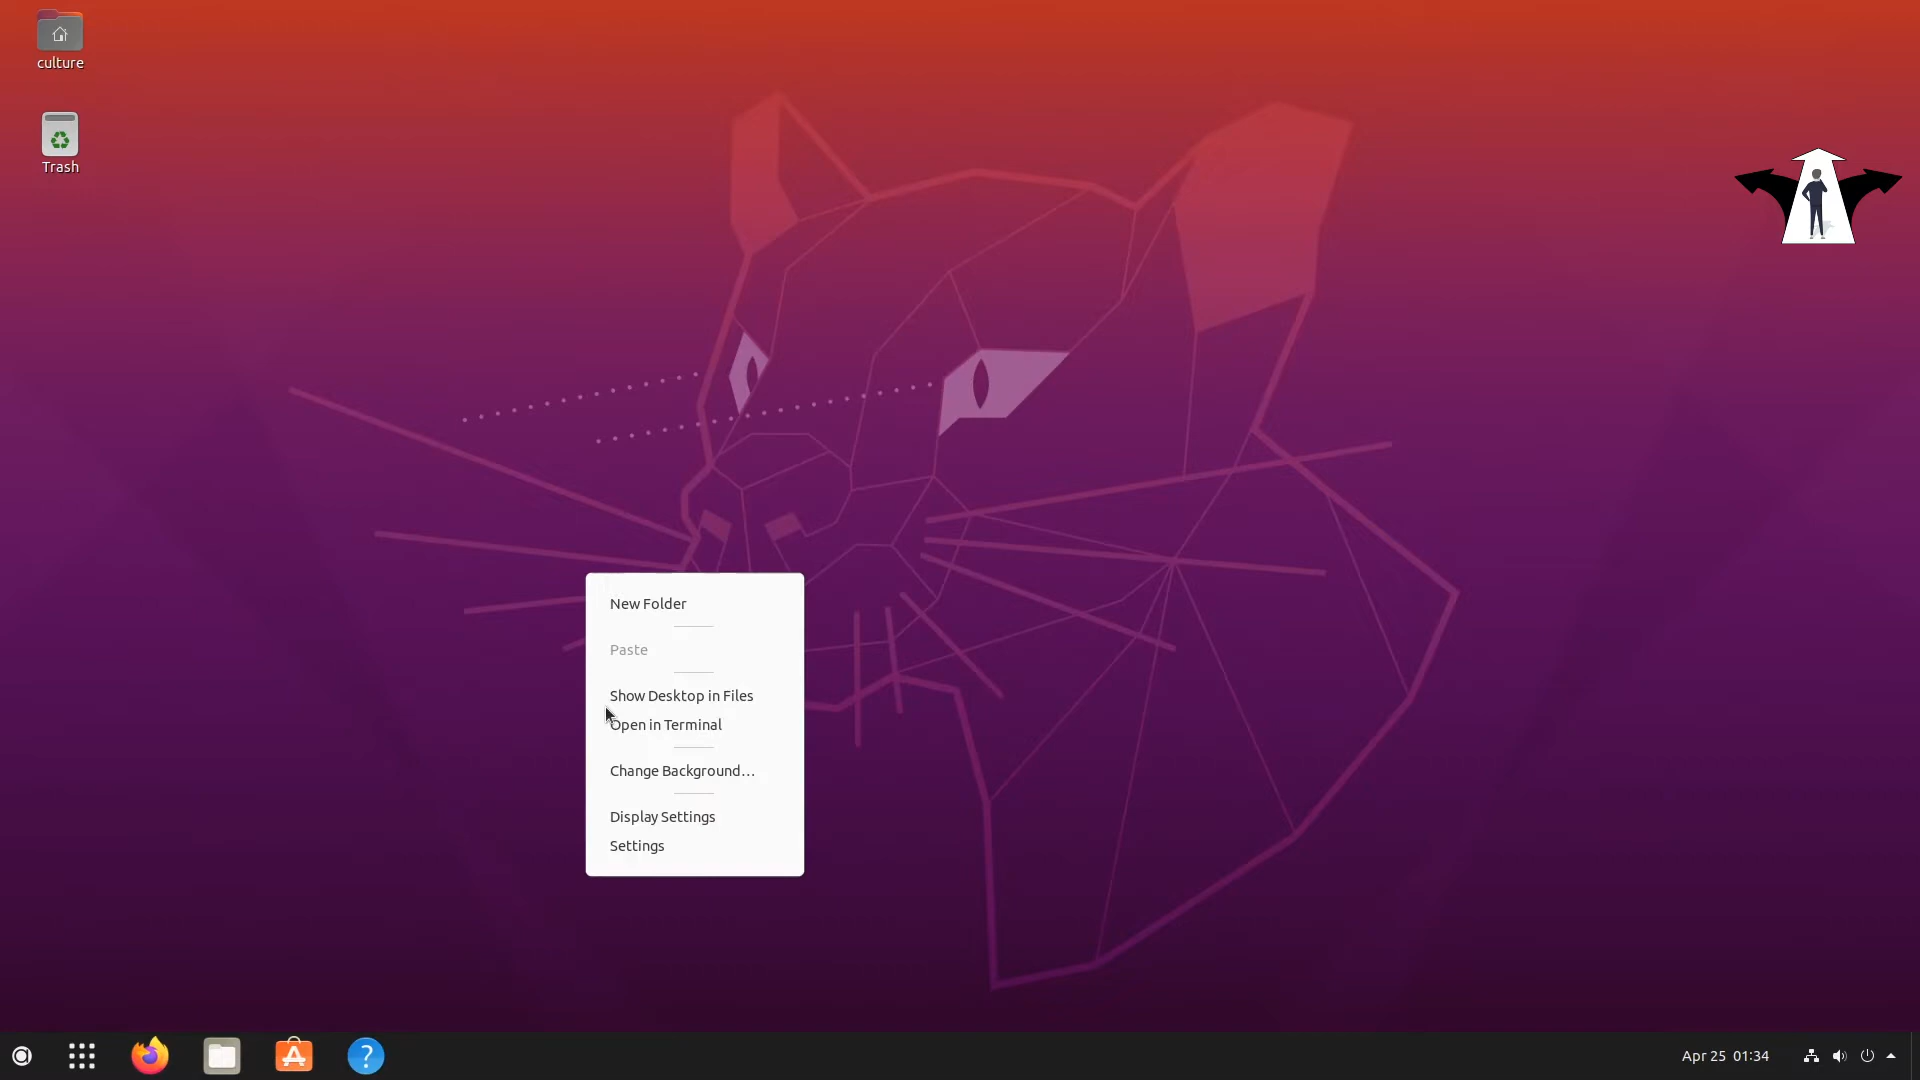 culture
Trash
New Folder
Paste
Show Desktop in Files
Open in Terminal
Change Background…
Display Settings
Settings
Apr 25 01:34